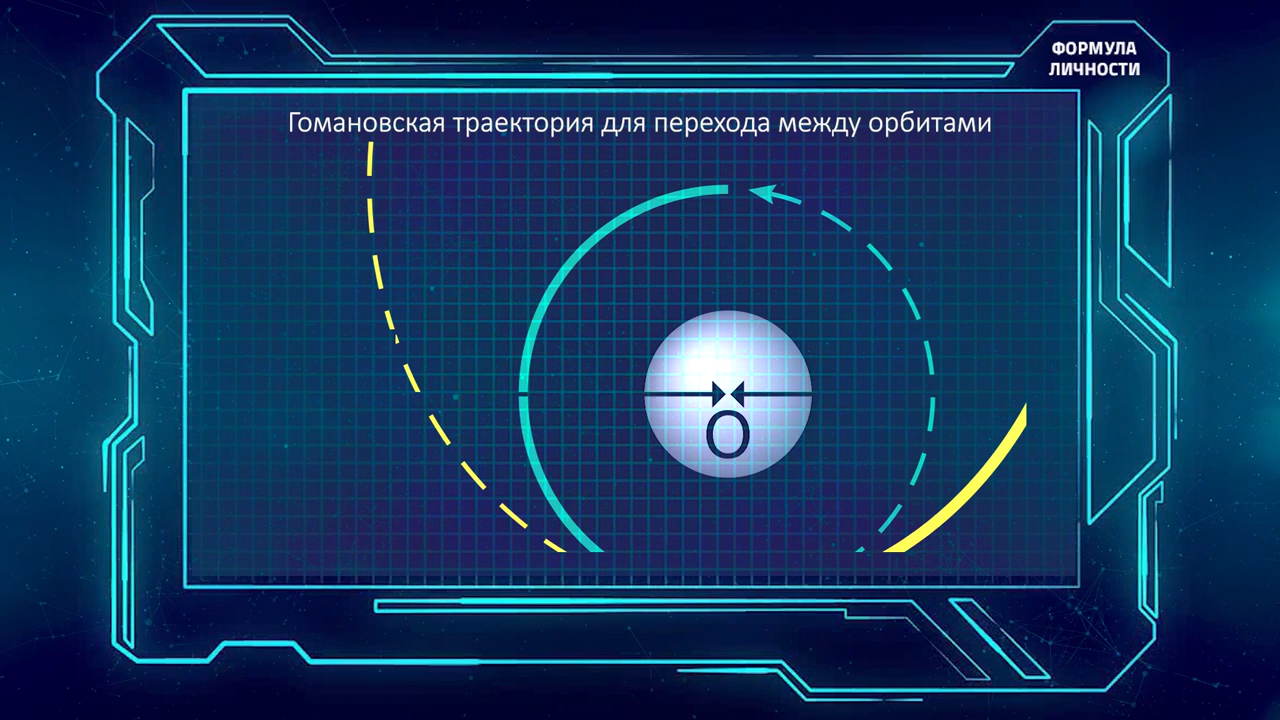 ФОРМУЛА
ЛИЧНОСТИ
Гомановская траектория для перехода между орбитами
O